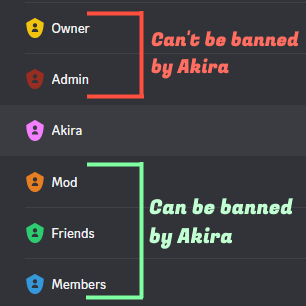 Owner
Can't be banned
by Akira
Admin
Akira
Mod
Can be banned
by Akira
Friends
Members